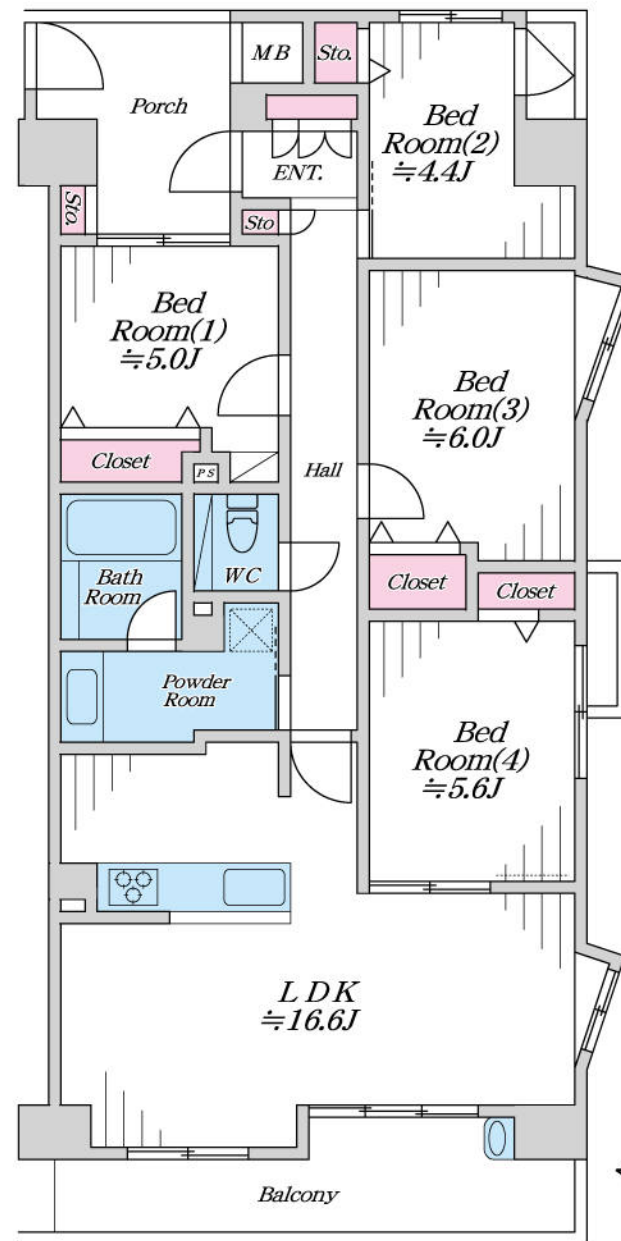 MB
Sto.
Porch
Bed
Room(2)
≒4.4J
ENT.
Sto.
Sto
Bed
Room(1)
≒5.0J
Bed
Room(3)
≒6.0J
Closet
PS
Hall
Bath
Room
WC
Closet
Closet
Powder
Room
Bed
Room(4)
≒5.6J
LDK
≒16.6J
Balcony